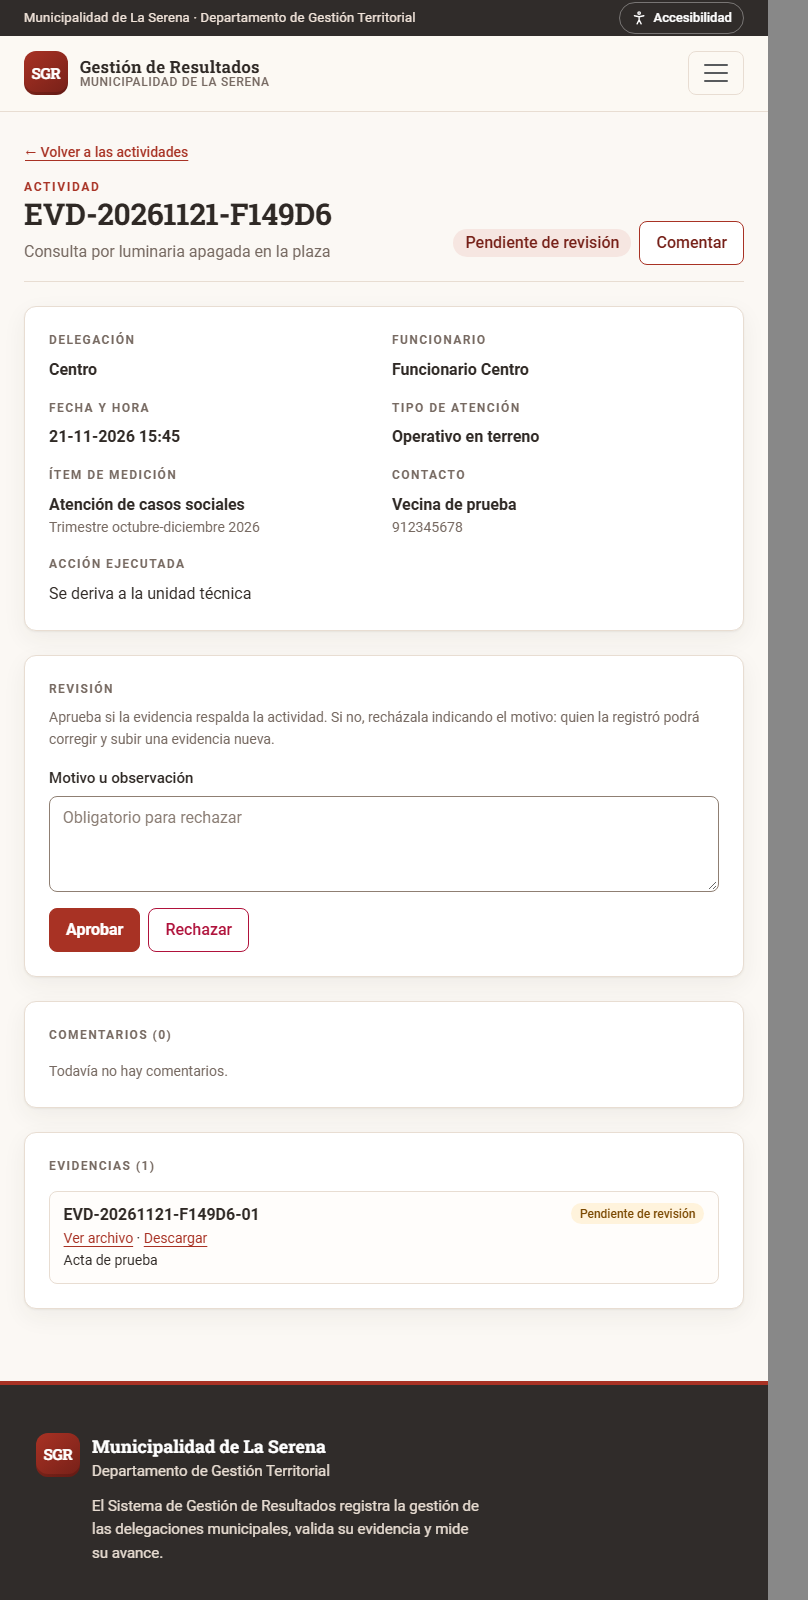 Municipalidad de La Serena · Departamento de Gestión Territorial
Accesibilidad
SGR
Gestión de Resultados
MUNICIPALIDAD DE LA SERENA
← Volver a las actividades
ACTIVIDAD
EVD-20261121-F149D6
Consulta por luminaria apagada en la plaza
Pendiente de revisión
Comentar
DELEGACIÓN
Centro
FUNCIONARIO
Funcionario Centro
FECHA Y HORA
21-11-2026 15:45
TIPO DE ATENCIÓN
Operativo en terreno
ÍTEM DE MEDICIÓN
Atención de casos sociales
Trimestre octubre-diciembre 2026
CONTACTO
Vecina de prueba
912345678
ACCIÓN EJECUTADA
Se deriva a la unidad técnica
REVISIÓN
Aprueba si la evidencia respalda la actividad. Si no, recházala indicando el motivo: quien la registró podrá
corregir y subir una evidencia nueva.
Motivo u observación
Obligatorio para rechazar
Aprobar
Rechazar
COMENTARIOS (0)
Todavía no hay comentarios.
EVIDENCIAS (1)
EVD-20261121-F149D6-01
Pendiente de revisión
Ver archivo · Descargar
Acta de prueba
SGR
Municipalidad de La Serena
Departamento de Gestión Territorial
El Sistema de Gestión de Resultados registra la gestión de
las delegaciones municipales, valida su evidencia y mide
su avance.